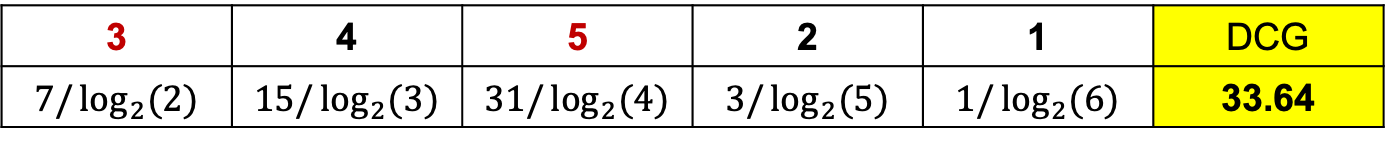 3 4 5 2 1 DCG
7/log₂(2) 15/log₂(3) 31/log₂(4) 3/log₂(5) 1/log₂(6) 33.64